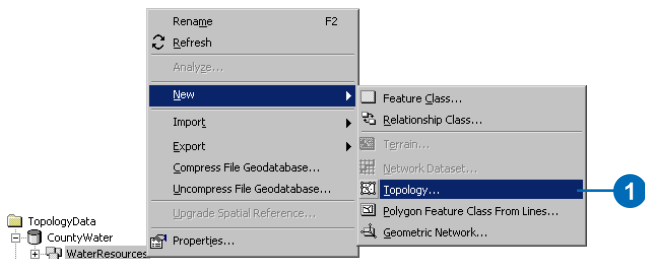 Rename F2
Refresh
Analyze...
New
Import
Export
Compress File Geodatabase...
Uncompress File Geodatabase...
Upgrade Spatial Reference...
Properties...
Feature Class...
Relationship Class...
Terrain...
Network Dataset...
Topology...
Polygon Feature Class From Lines...
Geometric Network...
1
TopologyData
CountyWater
WaterResources